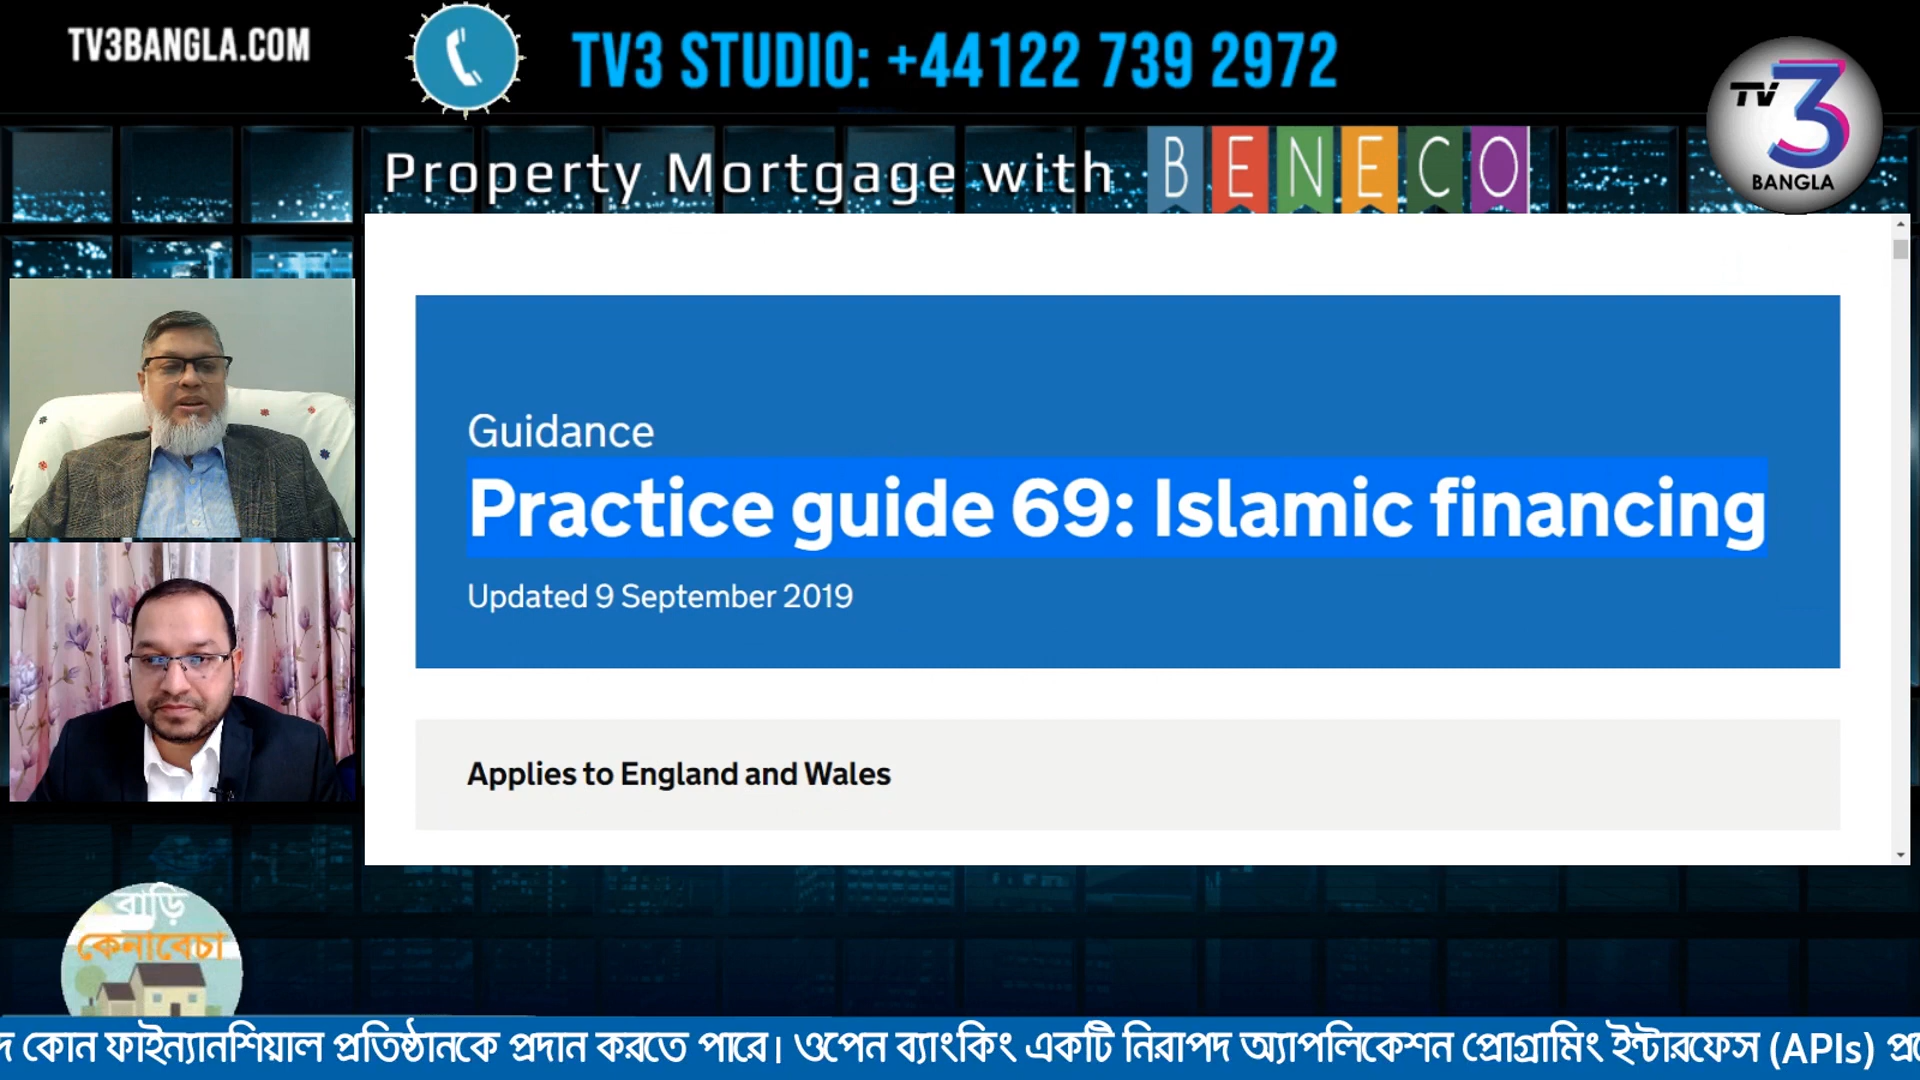 TV3BANGLA.COM
TV3 STUDIO: +44122 739 2972
TV3
BANGLA
Property Mortgage with BENECO
Guidance
Practice guide 69: Islamic financing
Updated 9 September 2019
Applies to England and Wales
বাড়ি
কেনাবেচা
কোন ফাইন্যানশিয়াল প্রতিষ্ঠানকে প্রদান করতে পারে। ওপেন ব্যাংকিং একটি নিরাপদ অ্যাপলিকেশন প্রোগ্রামিং ইন্টারফেস (APIs)